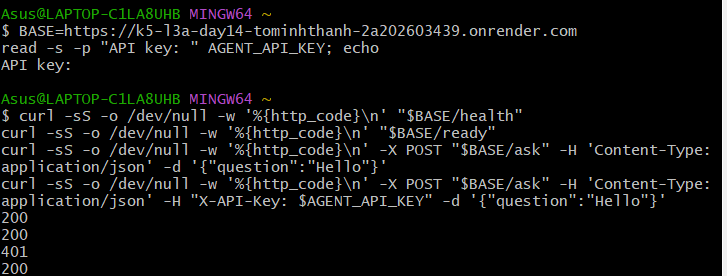 Asus@LAPTOP-C1LA8UHB MINGW64 ~
$ BASE=https://k5-l3a-day14-tominhthanh-2a202603439.onrender.com
read -s -p "API key: " AGENT_API_KEY; echo
API key:
Asus@LAPTOP-C1LA8UHB MINGW64 ~
$ curl -sS -o /dev/null -w '%{http_code}\n' "$BASE/health"
curl -sS -o /dev/null -w '%{http_code}\n' "$BASE/ready"
curl -sS -o /dev/null -w '%{http_code}\n' -X POST "$BASE/ask" -H 'Content-Type:
application/json' -d '{"question":"Hello"}'
curl -sS -o /dev/null -w '%{http_code}\n' -X POST "$BASE/ask" -H 'Content-Type:
application/json' -H "X-API-Key: $AGENT_API_KEY" -d '{"question":"Hello"}'
200
200
401
200